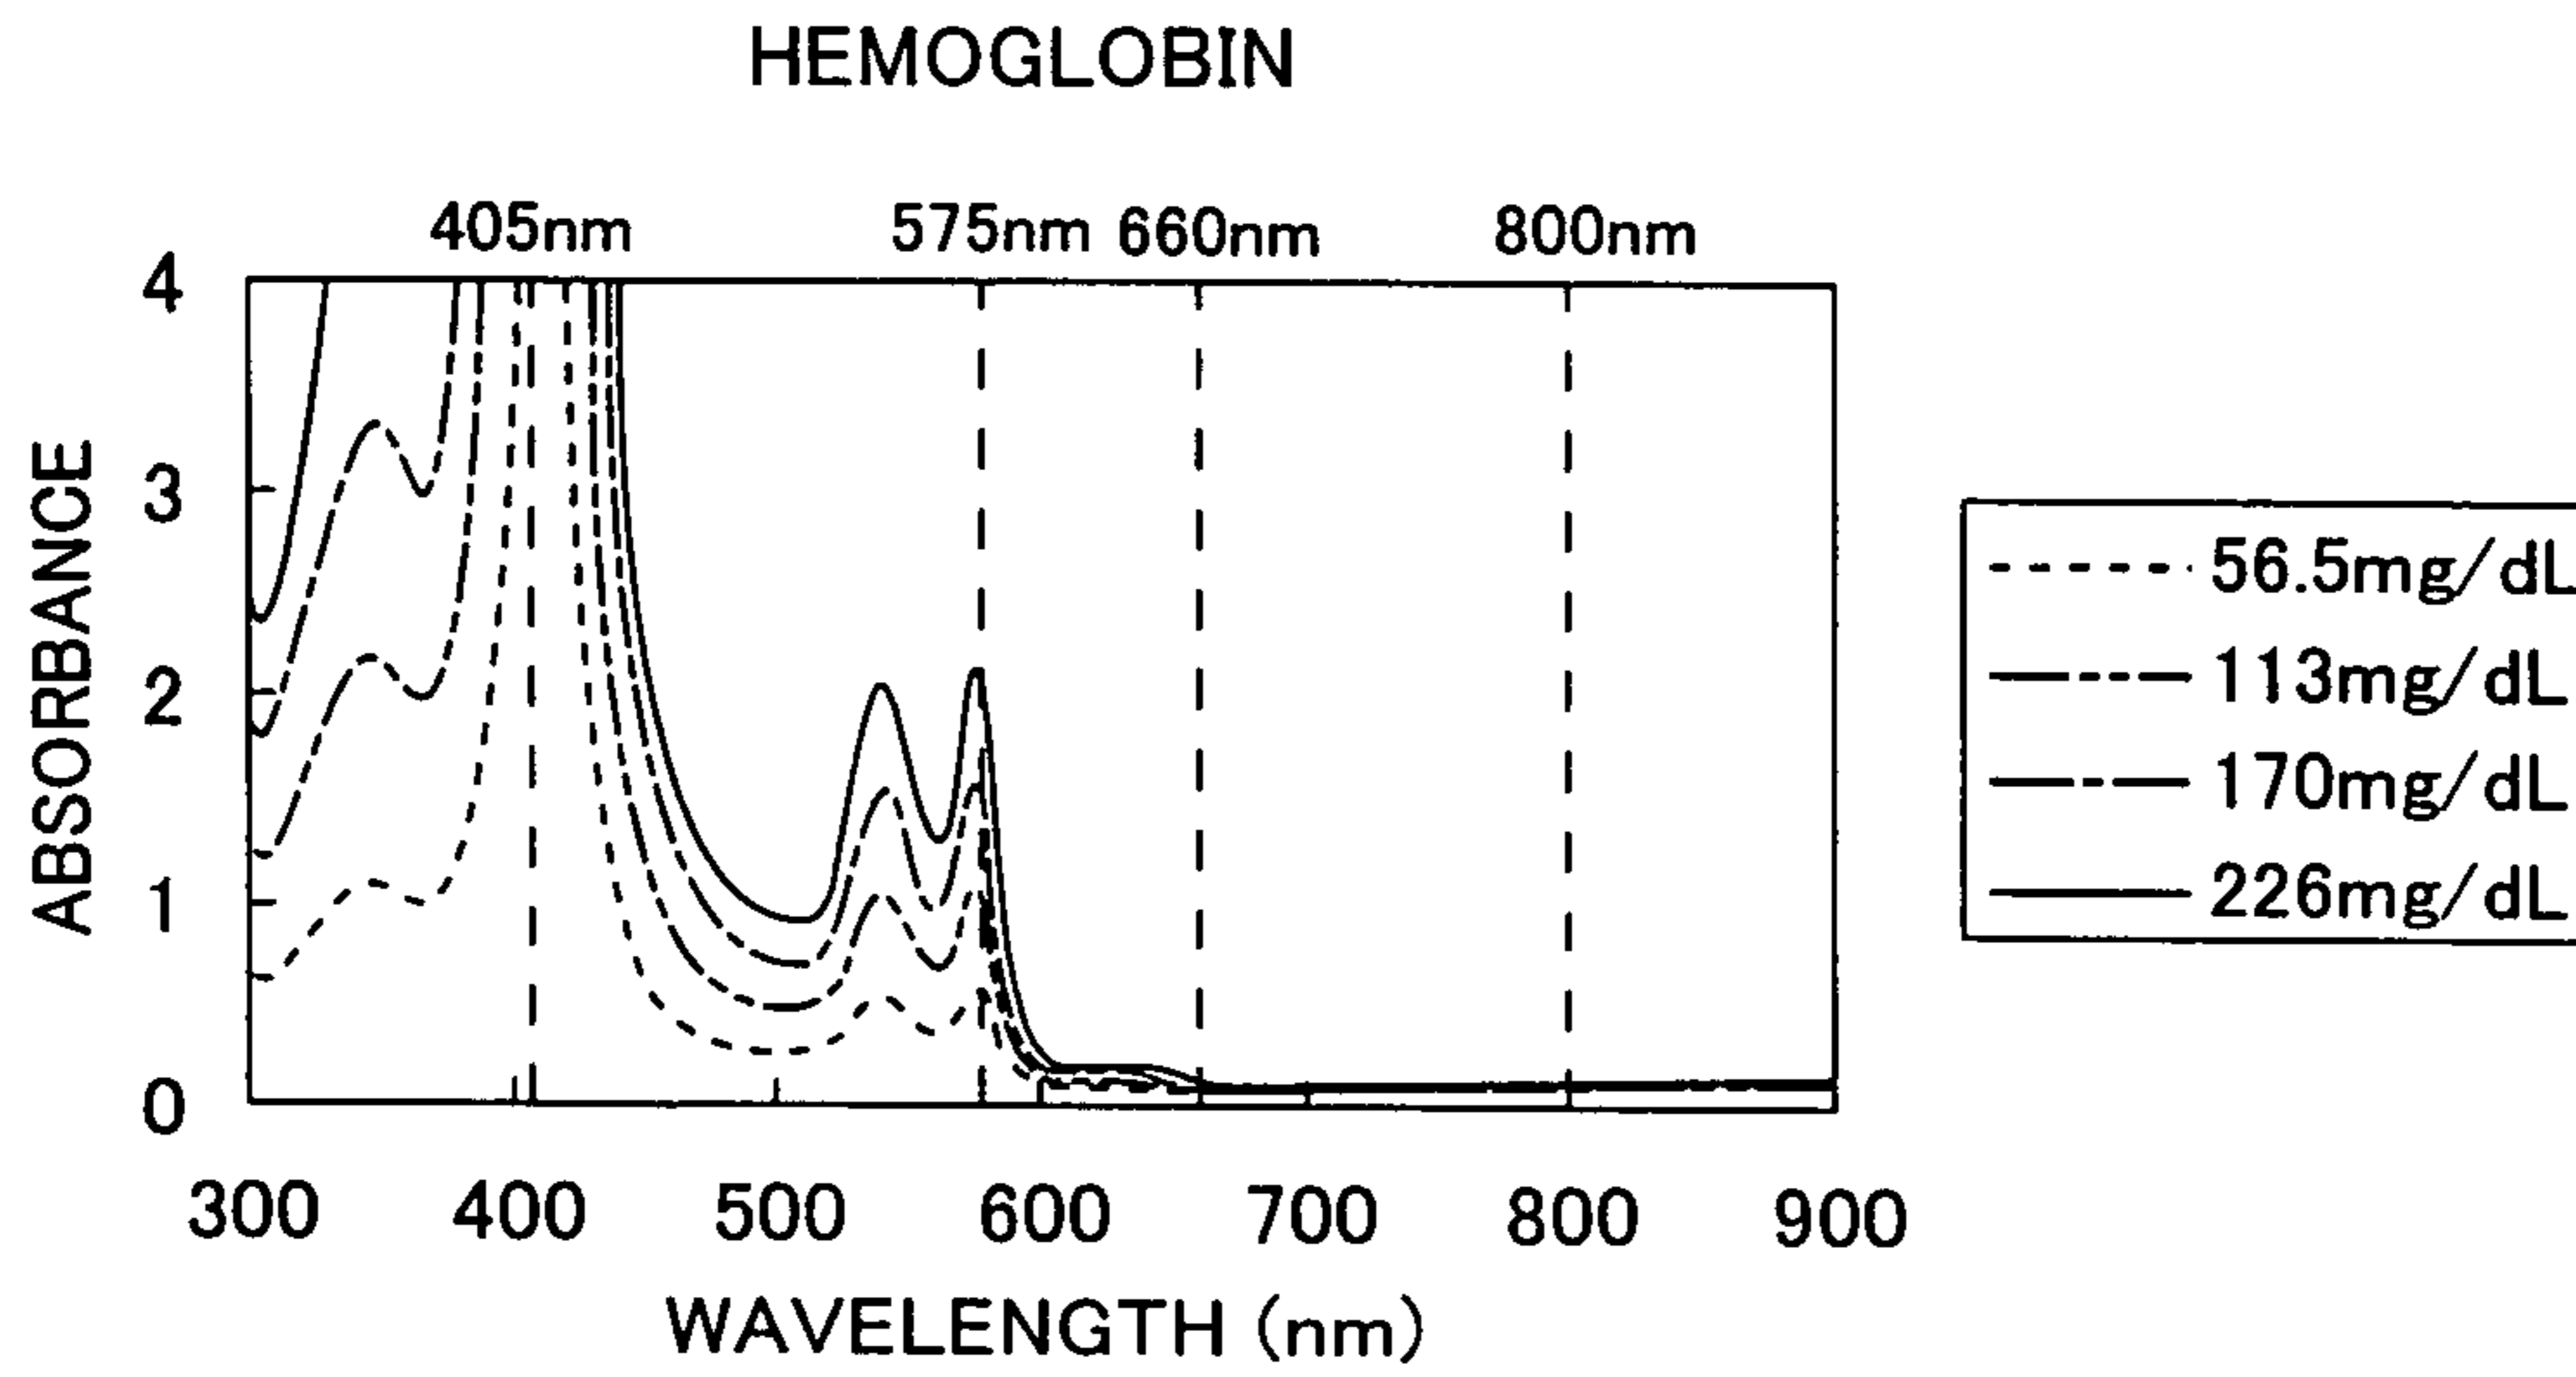 HEMOGLOBIN
405nm 575nm 660nm 800nm
4
3
2
1
0
ABSORBANCE
300 400 500 600 700 800 900
WAVELENGTH (nm)
56.5mg/dL
113mg/dL
170mg/dL
226mg/dL